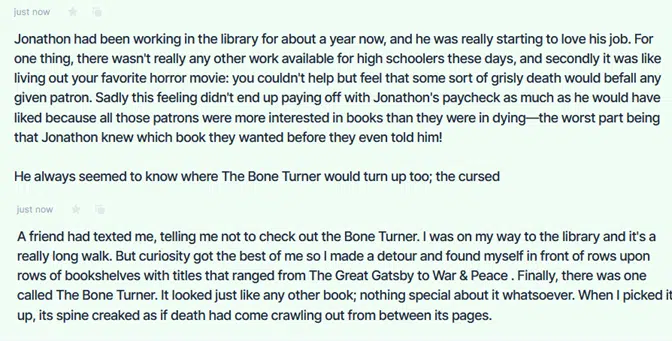 just now
Jonathon had been working in the library for about a year now, and he was really starting to love his job. For
one thing, there wasn't really any other work available for high schoolers these days, and secondly it was like
living out your favorite horror movie: you couldn't help but feel that some sort of grisly death would befall any
given patron. Sadly this feeling didn't end up paying off with Jonathon's paycheck as much as he would have
liked because all those patrons were more interested in books than they were in dying—the worst part being
that Jonathon knew which book they wanted before they even told him!
He always seemed to know where The Bone Turner would turn up too; the cursed
just now
A friend had texted me, telling me not to check out the Bone Turner. I was on my way to the library and it's a
really long walk. But curiosity got the best of me so I made a detour and found myself in front of rows upon
rows of bookshelves with titles that ranged from The Great Gatsby to War & Peace . Finally, there was one
called The Bone Turner. It looked just like any other book; nothing special about it whatsoever. When I picked it
up, its spine creaked as if death had come crawling out from between its pages.